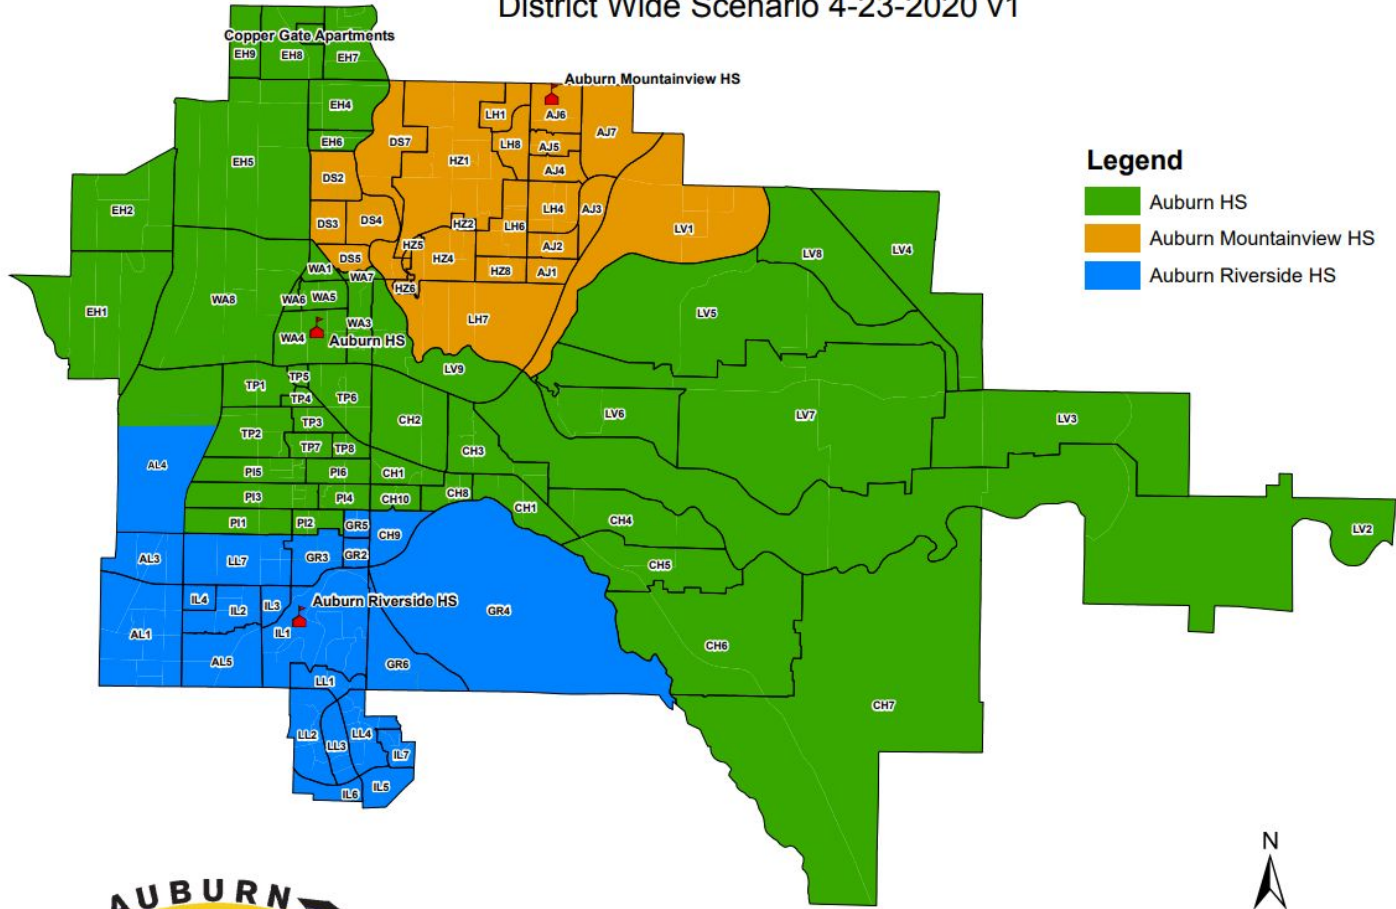 District Wide Scenario 4-23-2020 v1
Copper Gate Apartments
EH9
EH8
EH7
Auburn Mountainview HS
EH4
LH1
AJ6
AJ7
EH6
DS7
LH8
AJ5
EH5
HZ1
AJ4
Legend
DS2
Auburn HS
EH2
DS3
DS4
HZ2
LH6
LH4
AJ3
LV1
Auburn Mountainview HS
HZ5
AJ2
LV8
LV4
DS5
HZ4
WA1
WA7
HZ8
AJ1
Auburn Riverside HS
HZ6
WA8
WA6
WA5
EH1
LH7
LV5
WA3
WA4
Auburn HS
LV9
TP5
TP1
TP4
TP6
LV6
LV7
TP3
CH2
LV3
TP2
TP7
TP8
CH3
AL4
PI5
PI6
CH1
PI3
PI4
CH10
CH8
CH1
PI1
PI2
GR5
CH4
LV2
CH9
AL3
LL7
GR3
GR2
CH5
IL4
IL2
IL3
Auburn Riverside HS
GR4
AL1
IL1
CH6
AL5
GR6
LL1
CH7
LL2
LL3
LL4
IL7
IL6
IL5
N
AUBURN